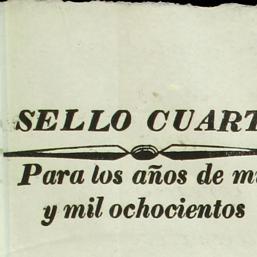 SELLO CUART
Para los años de m
y mil ochocientos